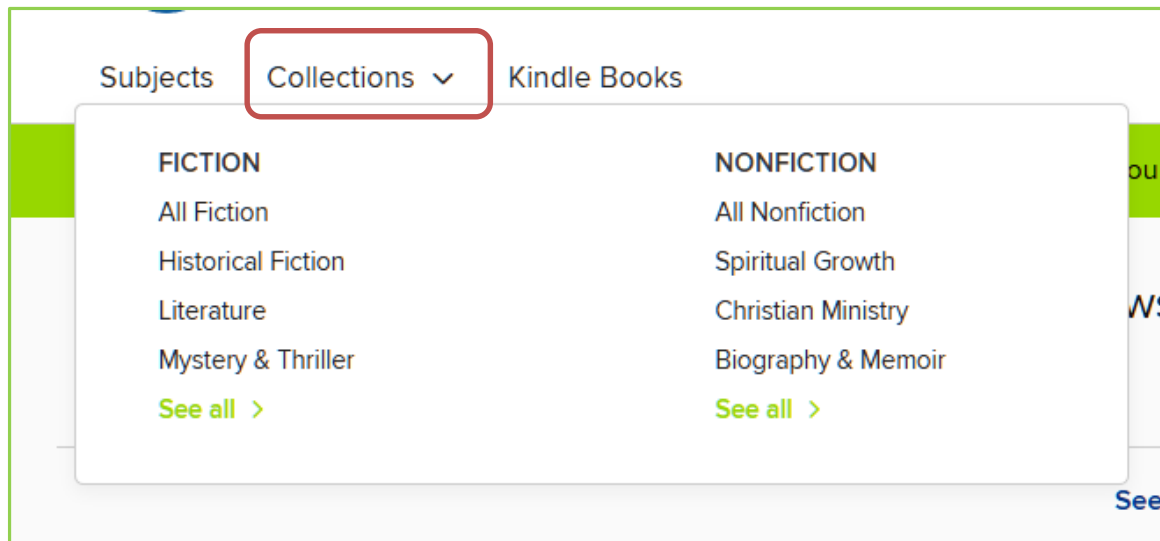 Subjects Collections Kindle Books
FICTION
All Fiction
Historical Fiction
Literature
Mystery & Thriller
See all >
NONFICTION
All Nonfiction
Spiritual Growth
Christian Ministry
Biography & Memoir
See all >
See